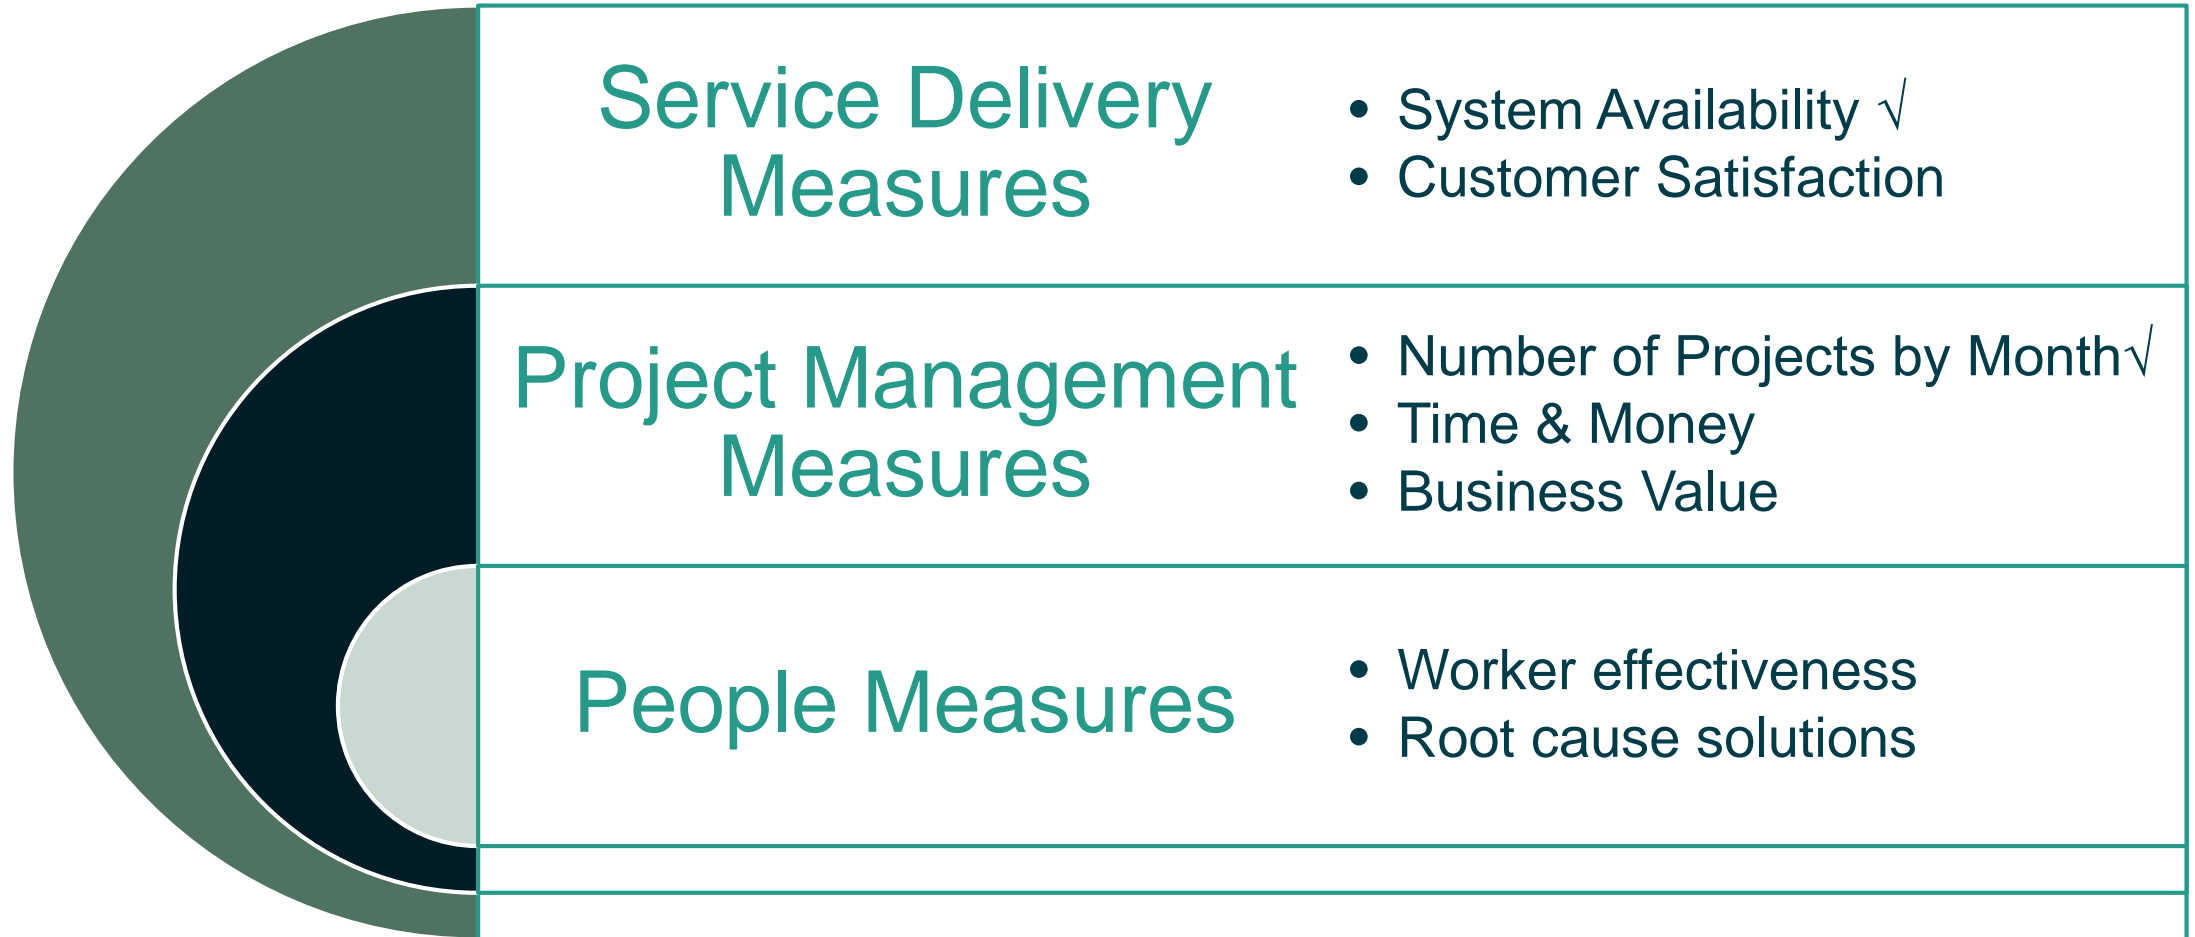 Service Delivery
Measures
• System Availability √
• Customer Satisfaction
Project Management
Measures
• Number of Projects by Month√
• Time & Money
• Business Value
People Measures
• Worker effectiveness
• Root cause solutions